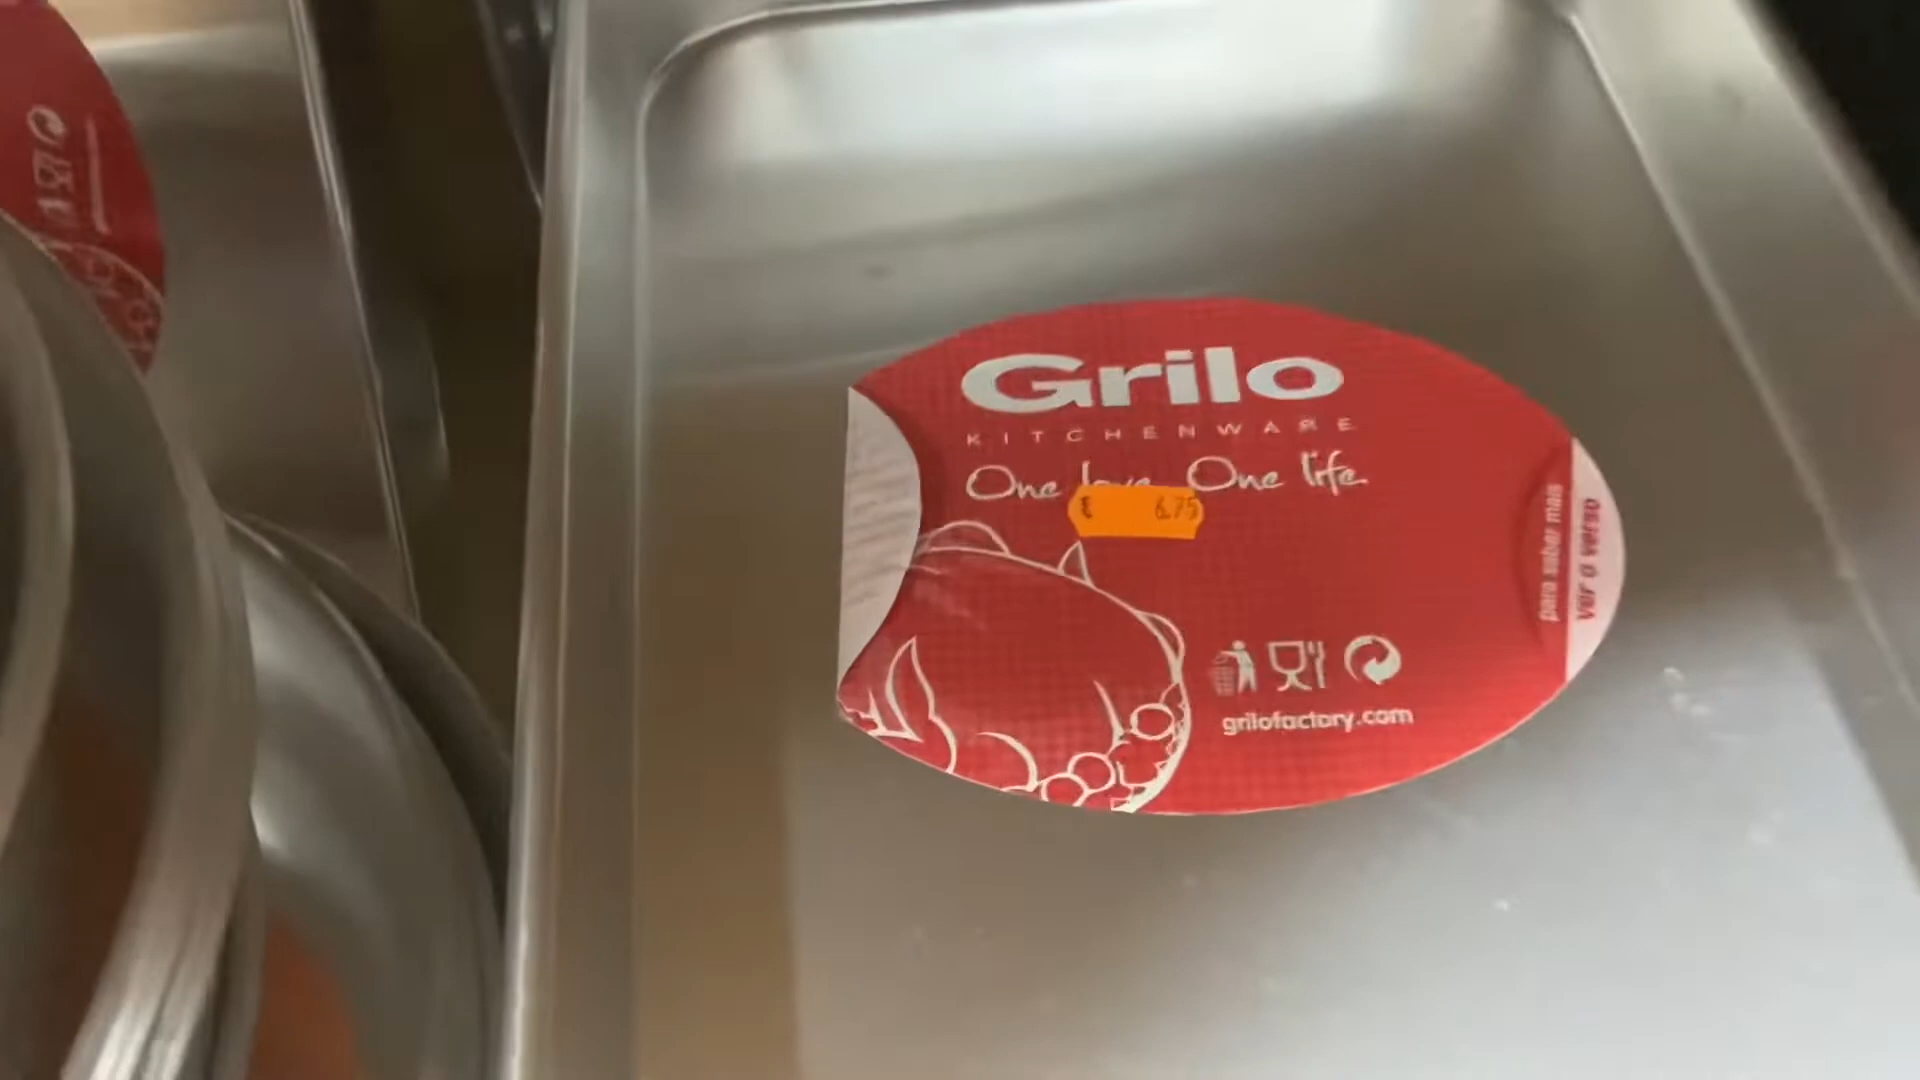 Grilo
KITCHENWARE
One love. One life.
€ 6.75
grilofactory.com
para saber mais
ver o verso